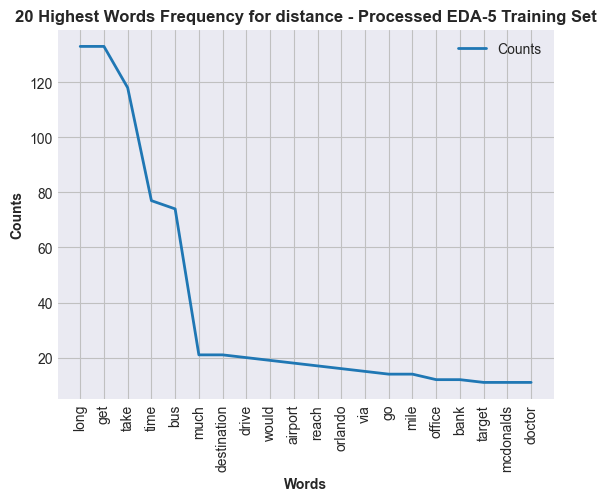 20 Highest Words Frequency for distance - Processed EDA-5 Training Set
Counts
Counts
120
100
80
60
40
20
long
get
take
time
bus
much
destination
drive
would
airport
reach
orlando
via
go
mile
office
bank
target
mcdonalds
doctor
Words